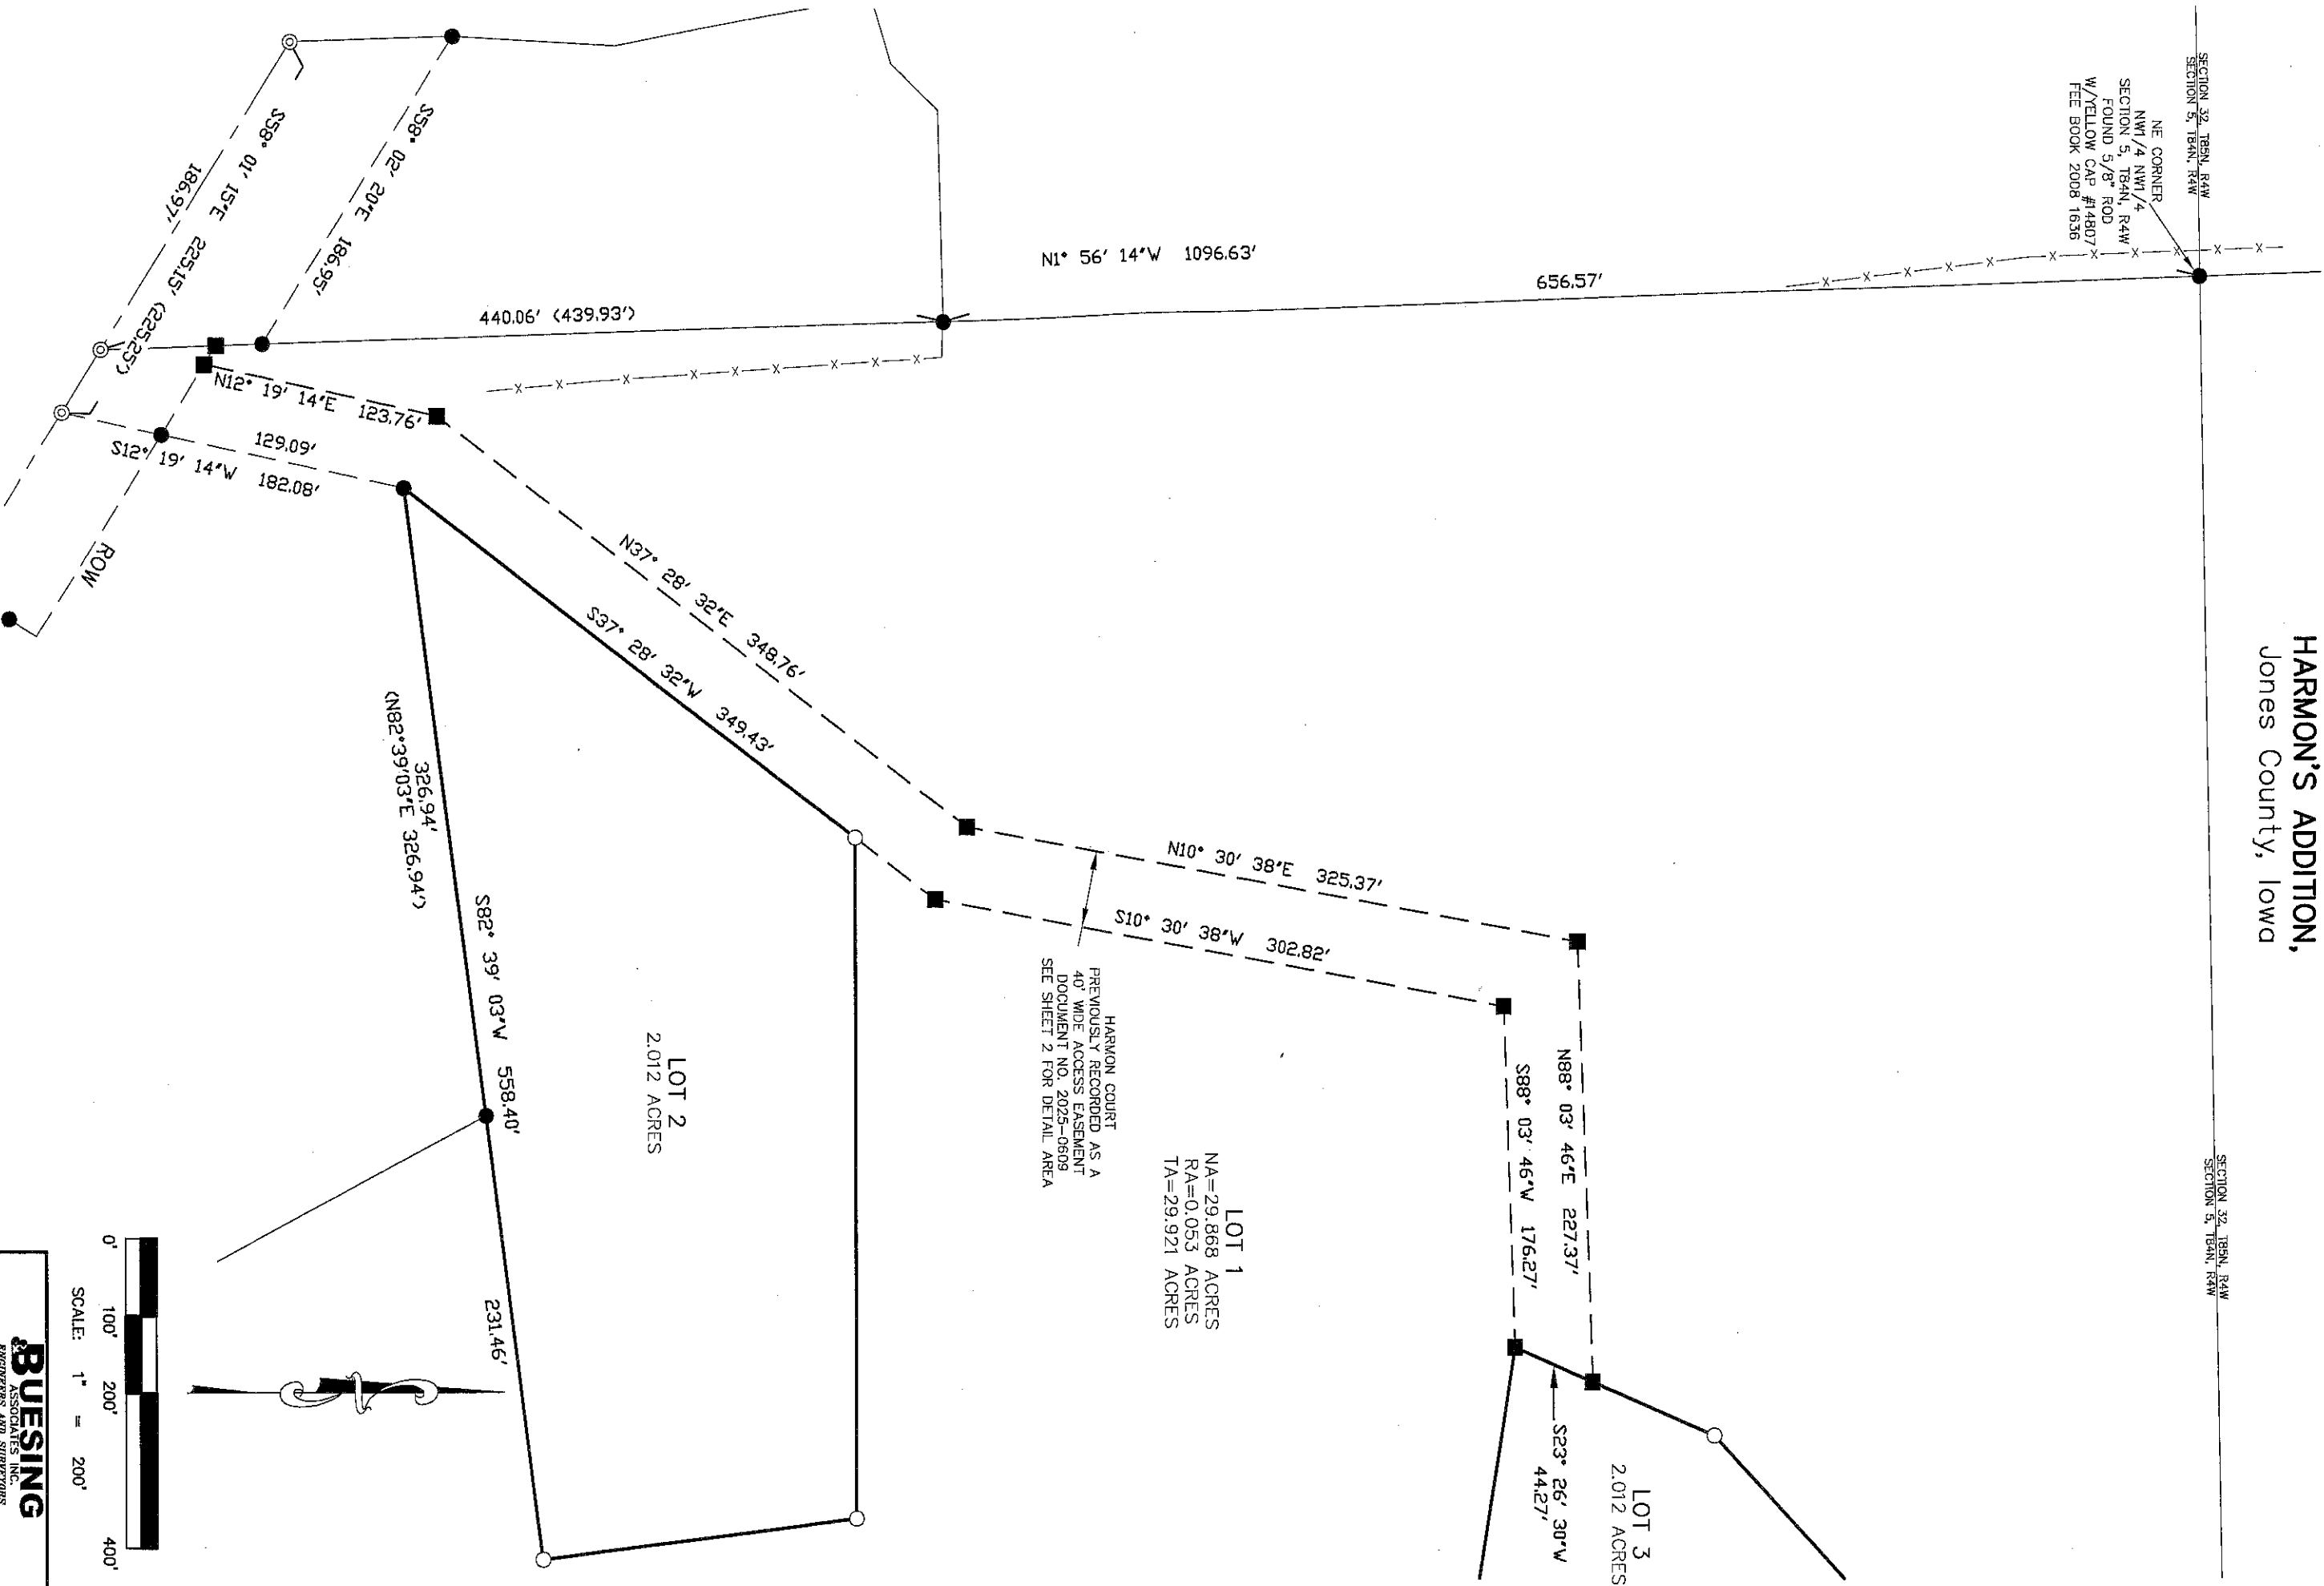 HARMON'S ADDITION,
Jones County, Iowa
SECTION 32, T85N, R4W
SECTION 5, T84N, R4W
NE CORNER
NW1/4 NW1/4
SECTION 5, T84N, R4W
FOUND 5/8" ROD
W/YELLOW CAP #14807
FEE BOOK 2008 1636
SECTION 32, T85N, R4W
SECTION 5, T84N, R4W
656.57'
N1° 56' 14"W 1096.63'
440.06' (439.93')
S58° 02' 20"E 186.95'
S58° 01' 15"E 225.15' (225.25')
186.97'
N12° 19' 14"E 123.76'
129.09'
S12° 19' 14"W 182.08'
ROW
N37° 28' 32"E 348.76'
S37° 28' 32"W 349.43'
N10° 30' 38"E 325.37'
S10° 30' 38"W 302.82'
N88° 03' 46"E 227.37'
S88° 03' 46"W 176.27'
S23° 26' 30"W
44.27'
LOT 3
2.012 ACRES
LOT 1
NA=29.868 ACRES
RA=0.053 ACRES
TA=29.921 ACRES
HARMON COURT
PREVIOUSLY RECORDED AS A
40' WIDE ACCESS EASEMENT
DOCUMENT NO. 2025-0609
SEE SHEET 2 FOR DETAIL AREA
LOT 2
2.012 ACRES
S82° 39' 03"W 558.40'
326.94'
(N82°39'03"E 326.94')
231.46'
0' 100' 200' 400'
SCALE: 1" = 200'
BUESING
& ASSOCIATES INC.
ENGINEERS AND SURVEYORS